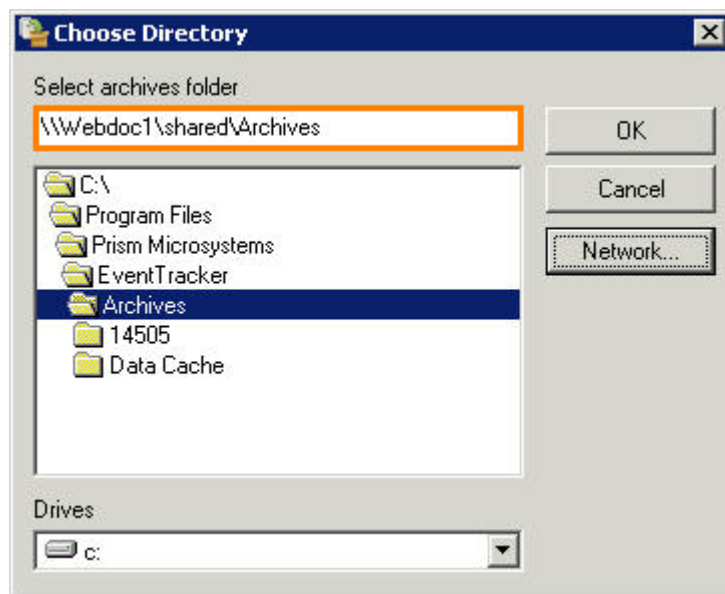 Choose Directory
Select archives folder
\\Webdoc1\shared\Archives
OK
C:\
Cancel
Program Files
Prism Microsystems
Network...
EventTracker
Archives
14505
Data Cache
Drives
c: